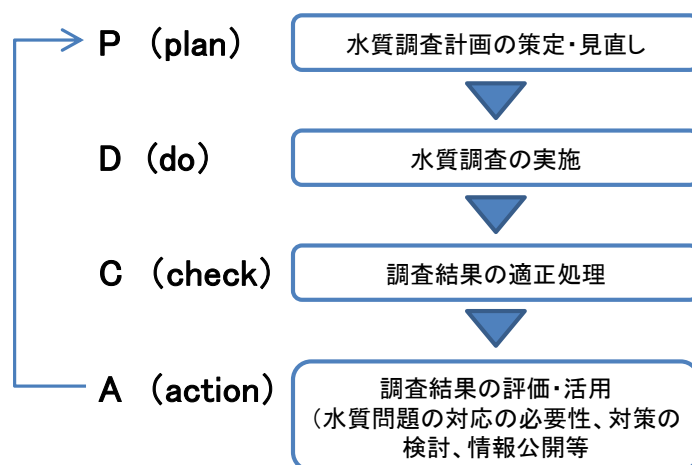 P （plan） 水質調査計画の策定・見直し
D （do） 水質調査の実施
C （check） 調査結果の適正処理
A （action） 調査結果の評価・活用
（水質問題の対応の必要性、対策の
検討、情報公開等